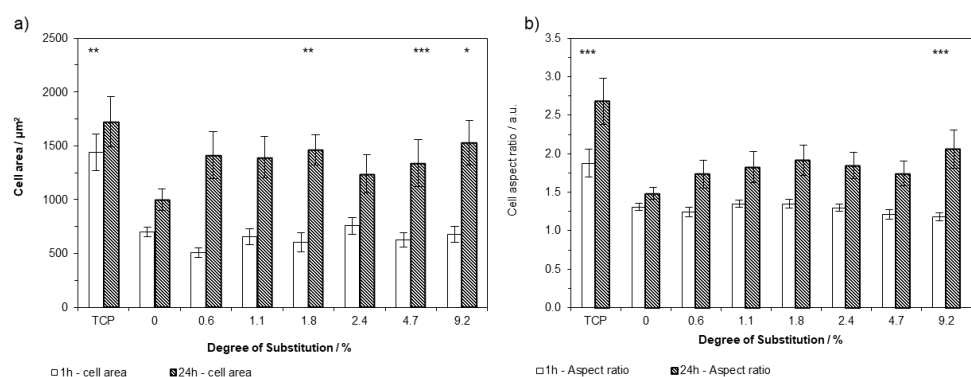 a)
2500
2000
1500
1000
500
0
Cell area / µm²
** ** *** *
TCP 0 0.6 1.1 1.8 2.4 4.7 9.2
Degree of Substitution / %
1h - cell area 24h - cell area
b)
3.5
3.0
2.5
2.0
1.5
1.0
0.5
0.0
Cell aspect ratio / a.u.
*** ***
TCP 0 0.6 1.1 1.8 2.4 4.7 9.2
Degree of Substitution / %
1h - Aspect ratio 24h - Aspect ratio